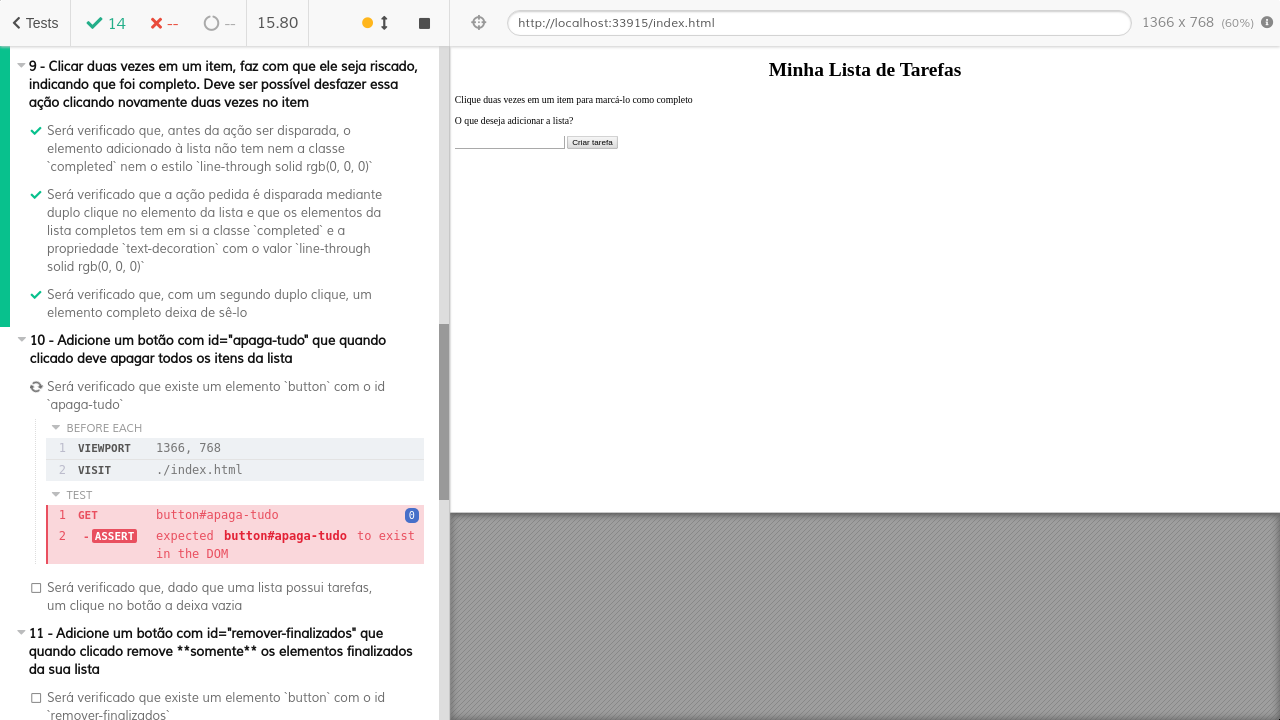 Tests
14
--
--
15.80
http://localhost:33915/index.html
1366 x 768 (60%)
9 - Clicar duas vezes em um item, faz com que ele seja riscado,
indicando que foi completo. Deve ser possível desfazer essa
ação clicando novamente duas vezes no item
Será verificado que, antes da ação ser disparada, o
elemento adicionado à lista não tem nem a classe
`completed` nem o estilo `line-through solid rgb(0, 0, 0)`
Será verificado que a ação pedida é disparada mediante
duplo clique no elemento da lista e que os elementos da
lista completos tem em si a classe `completed` e a
propriedade `text-decoration` com o valor `line-through
solid rgb(0, 0, 0)`
Será verificado que, com um segundo duplo clique, um
elemento completo deixa de sê-lo
10 - Adicione um botão com id="apaga-tudo" que quando
clicado deve apagar todos os itens da lista
Será verificado que existe um elemento `button` com o id
`apaga-tudo`
BEFORE EACH
1 VIEWPORT 1366, 768
2 VISIT ./index.html
TEST
1 GET button#apaga-tudo 0
2 -ASSERT expected button#apaga-tudo to exist
in the DOM
Será verificado que, dado que uma lista possui tarefas,
um clique no botão a deixa vazia
11 - Adicione um botão com id="remover-finalizados" que
quando clicado remove **somente** os elementos finalizados
da sua lista
Será verificado que existe um elemento `button` com o id
`remover-finalizados`
Minha Lista de Tarefas
Clique duas vezes em um item para marcá-lo como completo
O que deseja adicionar a lista?
Criar tarefa